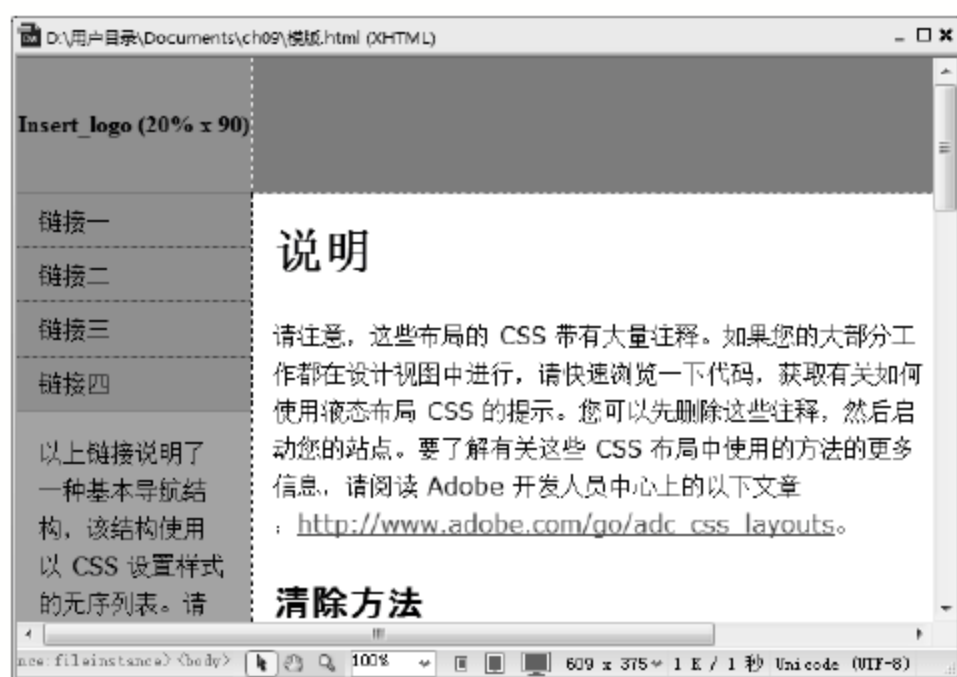 D:\用户目录\Documents\ch09\模版.html (XHTML)
Insert_logo (20% x 90)
链接一
链接二
链接三
链接四
以上链接说明了
一种基本导航结
构，该结构使用
以 CSS 设置样式
的无序列表。请
说明
请注意，这些布局的 CSS 带有大量注释。如果您的大部分工
作都在设计视图中进行，请快速浏览一下代码，获取有关如何
使用液态布局 CSS 的提示。您可以先删除这些注释，然后启
动您的站点。要了解有关这些 CSS 布局中使用的方法的更多
信息，请阅读 Adobe 开发人员中心上的以下文章
：http://www.adobe.com/go/adc_css_layouts。
清除方法
nce:fileinstance> <body> 100% 609 x 375 1 K / 1 秒 Unicode (UTF-8)